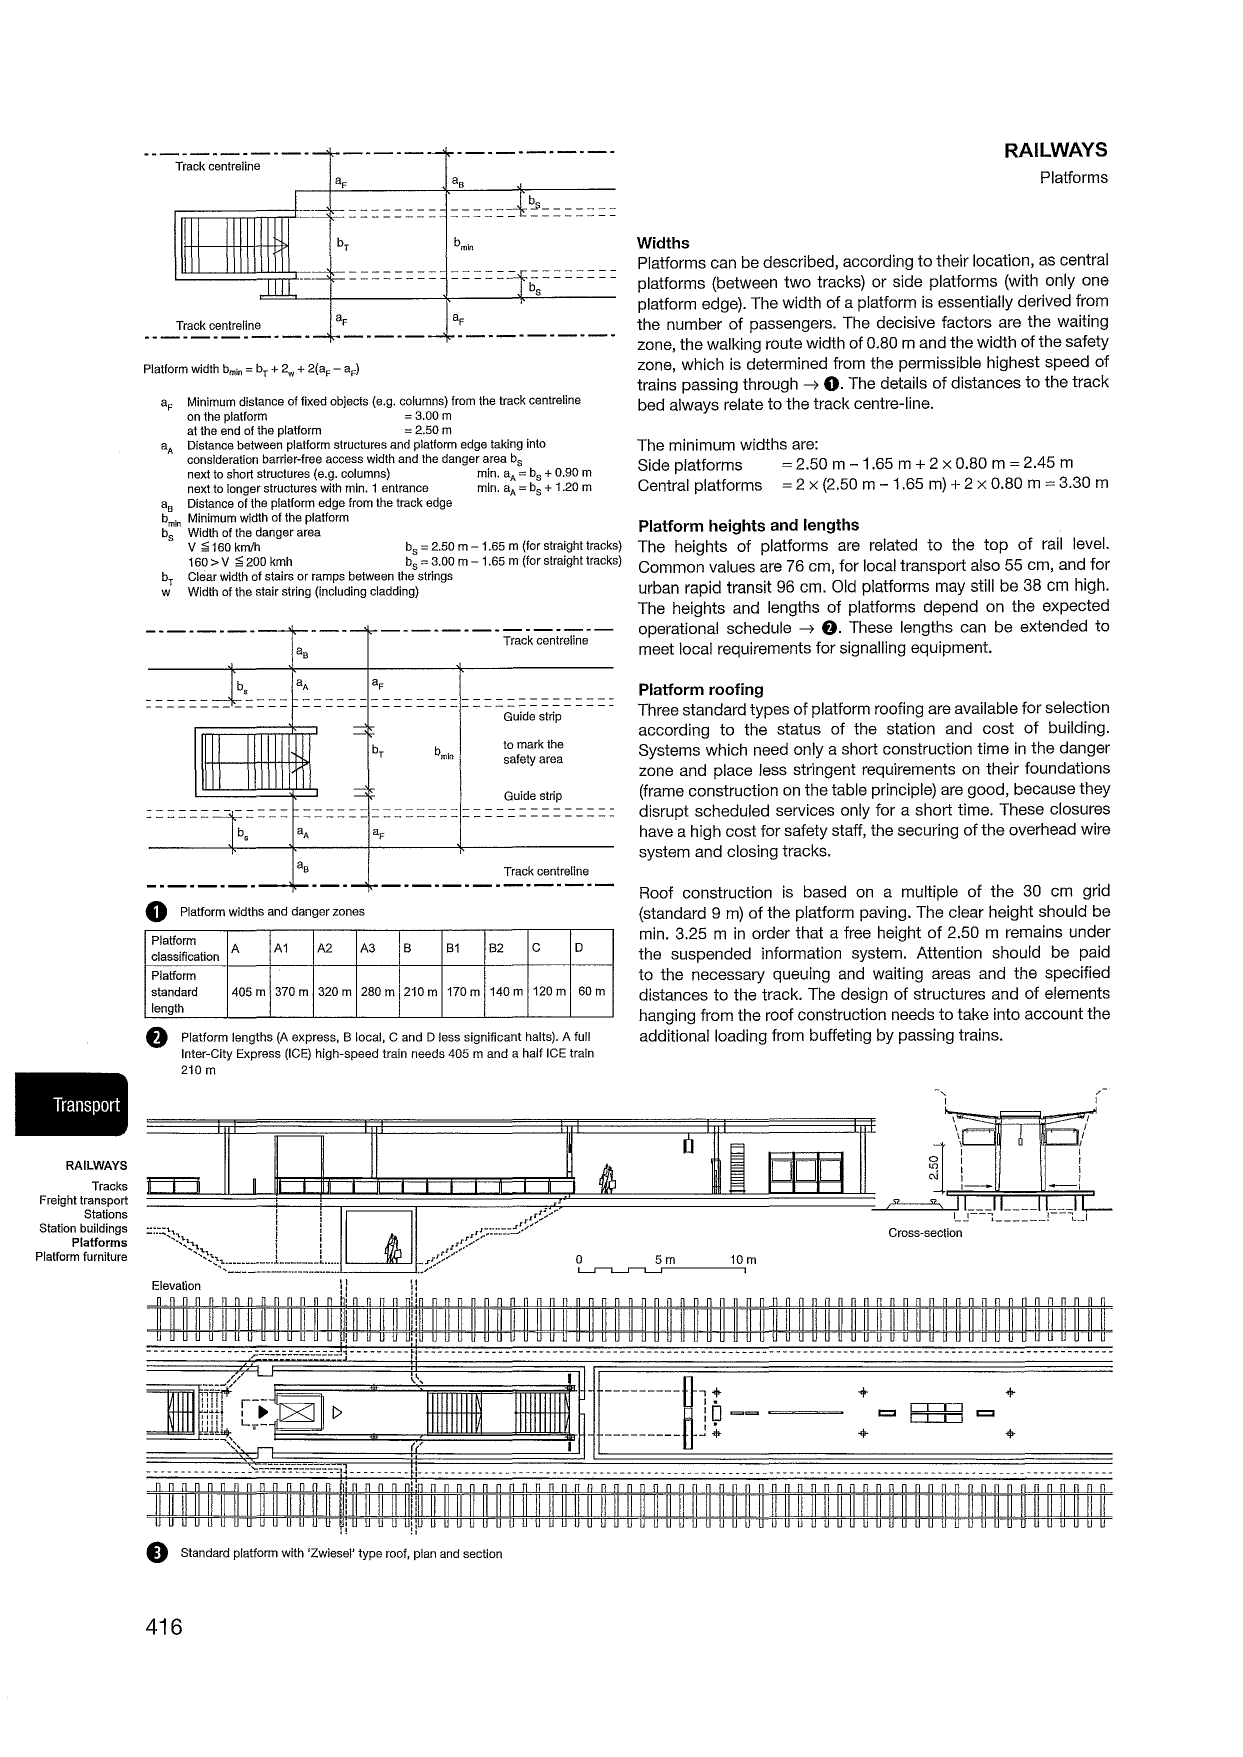 RAILWAYS
Platforms
Track centreline
aF
aB
bS
bT
bmin
bS
Track centreline
aF
aF
Platform width bmin = bT + 2w + 2(aF – aF)
aF Minimum distance of fixed objects (e.g. columns) from the track centreline
on the platform = 3.00 m
at the end of the platform = 2.50 m
aA Distance between platform structures and platform edge taking into
consideration barrier-free access width and the danger area bS
next to short structures (e.g. columns) min. aA = bS + 0.90 m
next to longer structures with min. 1 entrance min. aA = bS + 1.20 m
aB Distance of the platform edge from the track edge
bmin Minimum width of the platform
bS Width of the danger area
V ≦ 160 km/h bS = 2.50 m – 1.65 m (for straight tracks)
160 > V ≦ 200 kmh bS = 3.00 m – 1.65 m (for straight tracks)
bT Clear width of stairs or ramps between the strings
w Width of the stair string (including cladding)
Track centreline
aB
bs
aA
aF
Guide strip
bT
bmin
to mark the
safety area
Guide strip
bs
aA
aF
aB
Track centreline
1 Platform widths and danger zones
Platform
classification A A1 A2 A3 B B1 B2 C D
Platform
standard 405 m 370 m 320 m 280 m 210 m 170 m 140 m 120 m 60 m
length
2 Platform lengths (A express, B local, C and D less significant halts). A full
Inter-City Express (ICE) high-speed train needs 405 m and a half ICE train
210 m
Widths
Platforms can be described, according to their location, as central
platforms (between two tracks) or side platforms (with only one
platform edge). The width of a platform is essentially derived from
the number of passengers. The decisive factors are the waiting
zone, the walking route width of 0.80 m and the width of the safety
zone, which is determined from the permissible highest speed of
trains passing through → 1. The details of distances to the track
bed always relate to the track centre-line.
The minimum widths are:
Side platforms = 2.50 m – 1.65 m + 2 x 0.80 m = 2.45 m
Central platforms = 2 x (2.50 m – 1.65 m) + 2 x 0.80 m = 3.30 m
Platform heights and lengths
The heights of platforms are related to the top of rail level.
Common values are 76 cm, for local transport also 55 cm, and for
urban rapid transit 96 cm. Old platforms may still be 38 cm high.
The heights and lengths of platforms depend on the expected
operational schedule → 2. These lengths can be extended to
meet local requirements for signalling equipment.
Platform roofing
Three standard types of platform roofing are available for selection
according to the status of the station and cost of building.
Systems which need only a short construction time in the danger
zone and place less stringent requirements on their foundations
(frame construction on the table principle) are good, because they
disrupt scheduled services only for a short time. These closures
have a high cost for safety staff, the securing of the overhead wire
system and closing tracks.
Roof construction is based on a multiple of the 30 cm grid
(standard 9 m) of the platform paving. The clear height should be
min. 3.25 m in order that a free height of 2.50 m remains under
the suspended information system. Attention should be paid
to the necessary queuing and waiting areas and the specified
distances to the track. The design of structures and of elements
hanging from the roof construction needs to take into account the
additional loading from buffeting by passing trains.
Transport
RAILWAYS
Tracks
Freight transport
Stations
Station buildings
Platforms
Platform furniture
2.50
Cross-section
0 5 m 10 m
Elevation
3 Standard platform with 'Zwiesel' type roof, plan and section
416